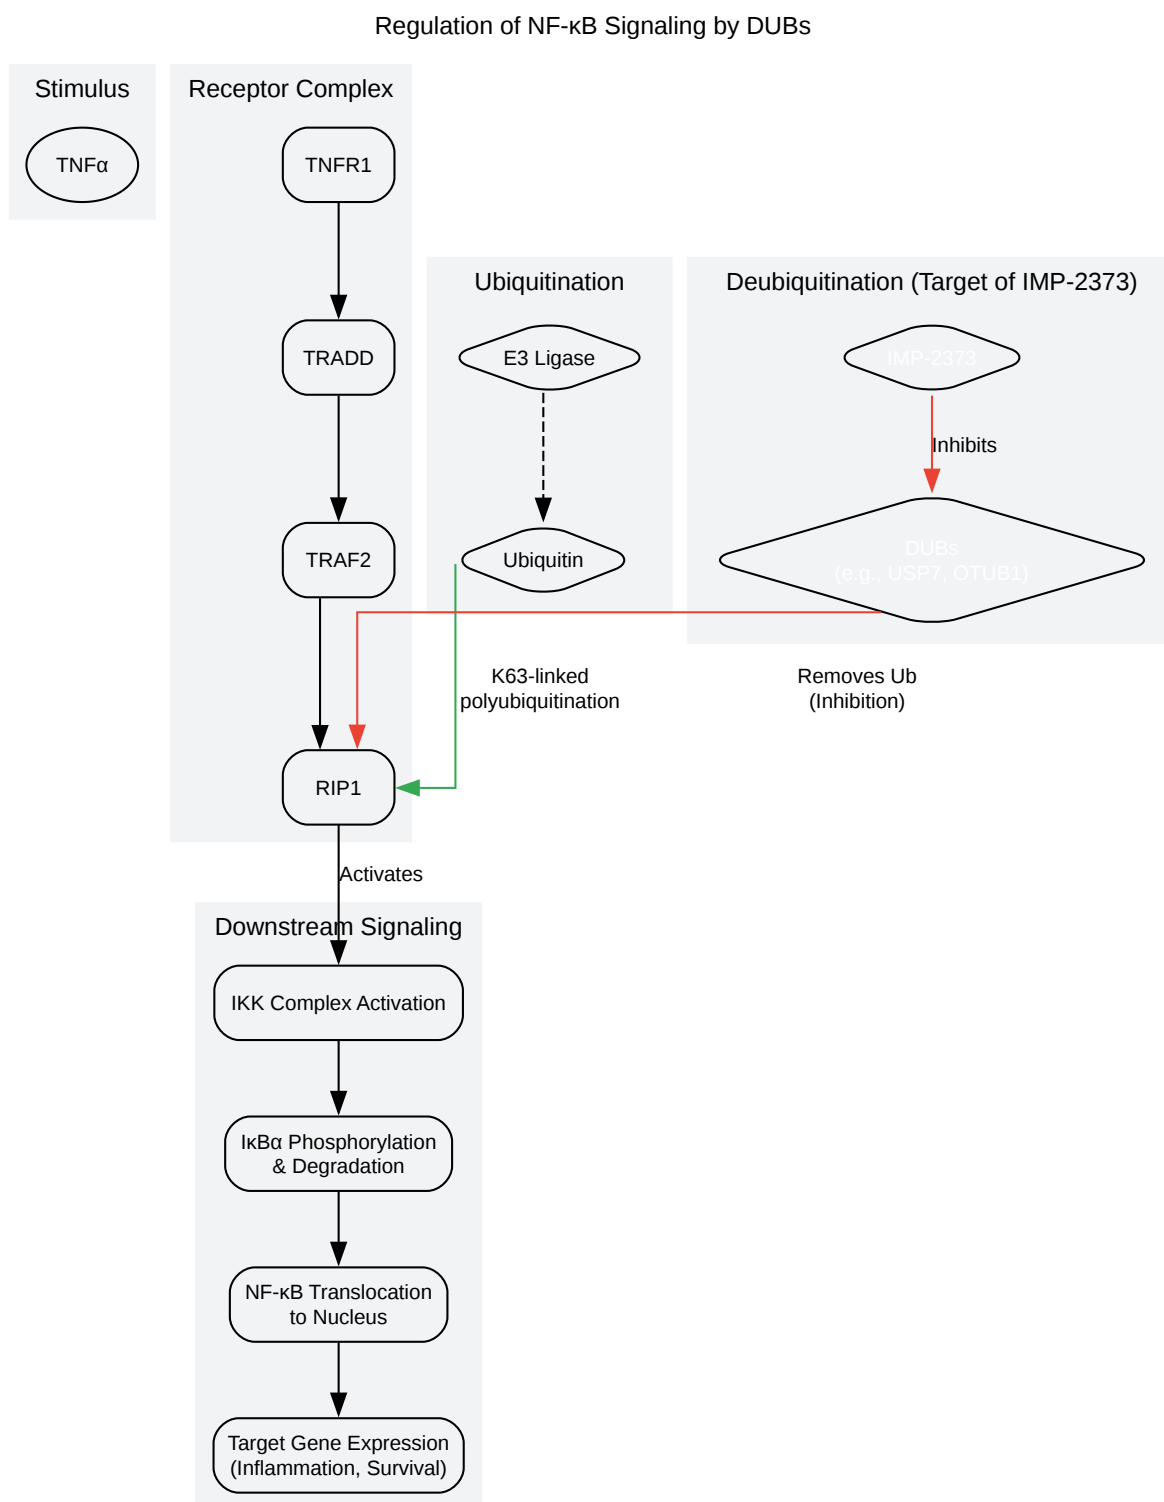 Regulation of NF-κB Signaling by DUBs
Stimulus
TNFα
Receptor Complex
TNFR1
TRADD
TRAF2
RIP1
Ubiquitination
E3 Ligase
Ubiquitin
Deubiquitination (Target of IMP-2373)
IMP-2373
Inhibits
DUBs
(e.g., USP7, OTUB1)
K63-linked
polyubiquitination
Removes Ub
(Inhibition)
Activates
Downstream Signaling
IKK Complex Activation
IκBα Phosphorylation
& Degradation
NF-κB Translocation
to Nucleus
Target Gene Expression
(Inflammation, Survival)